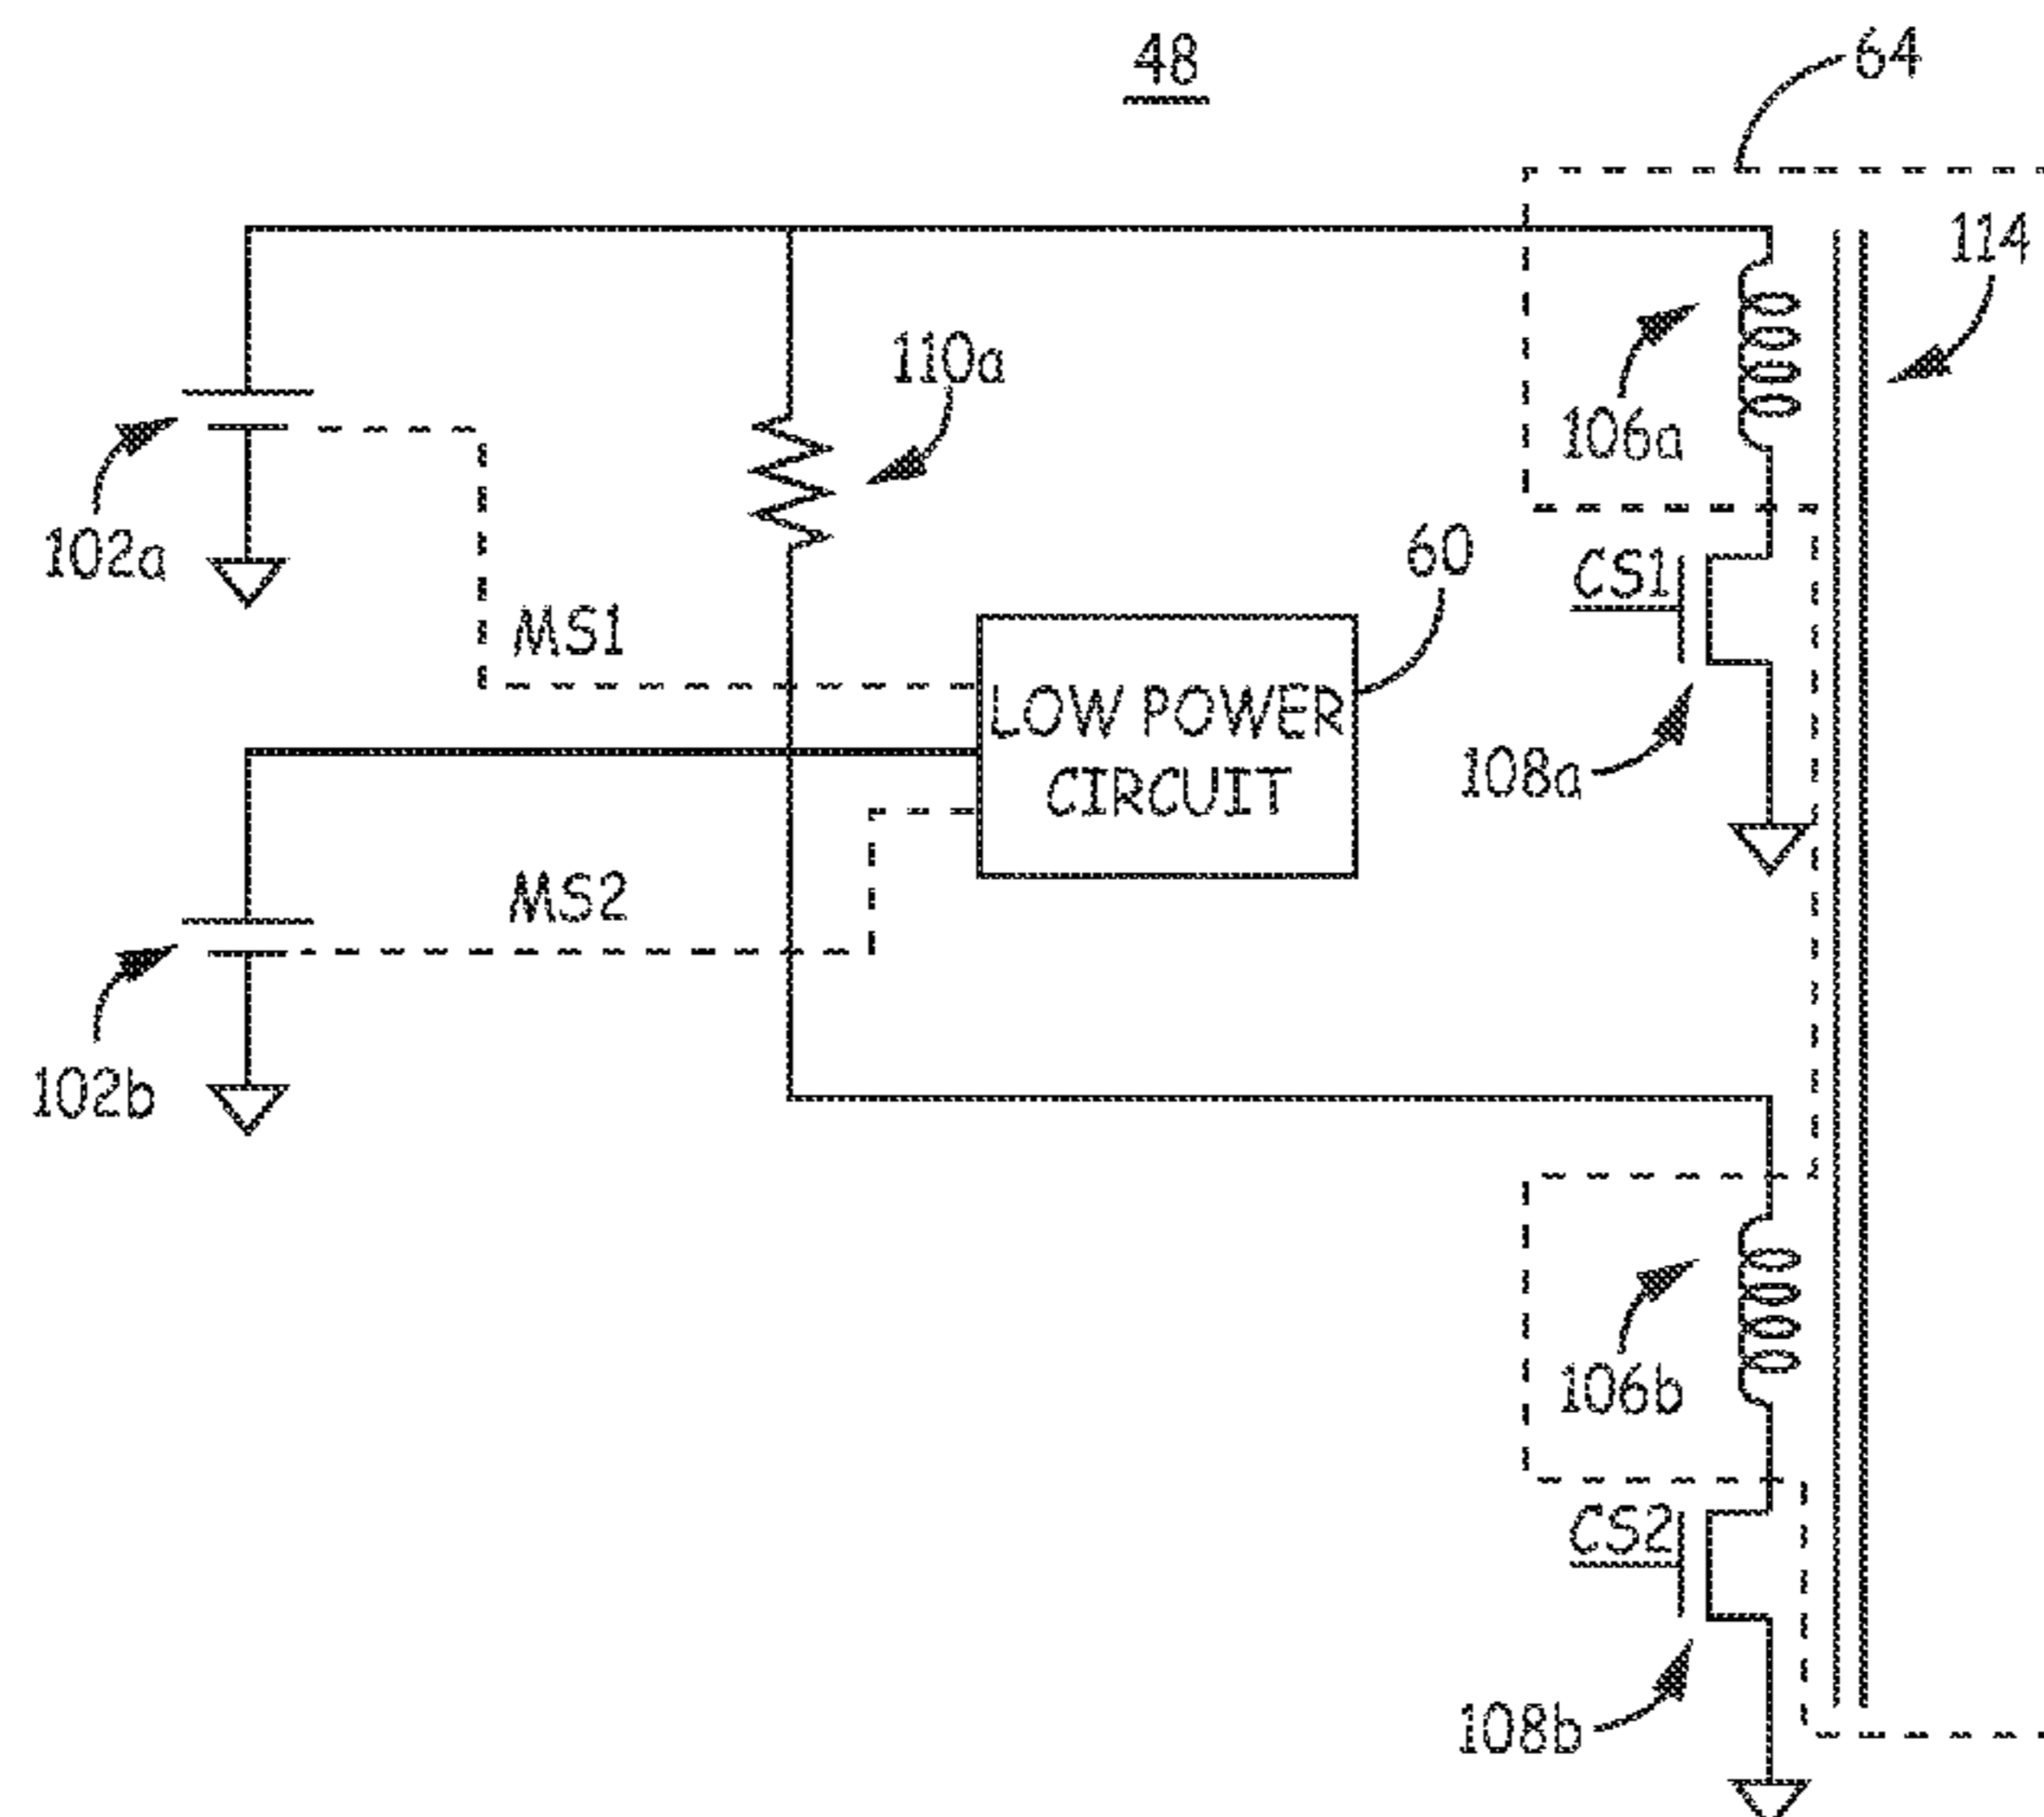 48
64
114
110a
106a
102a
60
CS1
MS1
LOW POWER
CIRCUIT
108a
MS2
102b
106b
CS2
108b